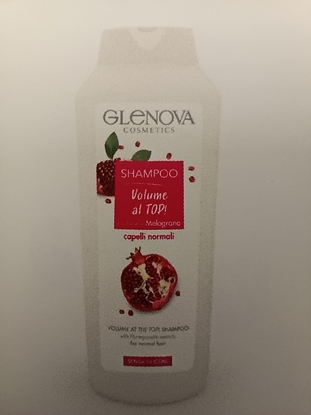 GLENOVA
COSMETICS
SHAMPOO
Volume
al TOP!
Melograno
capelli normali
VOLUME AT THE TOP! SHAMPOO
with Pomegranate extracts
For normal hair